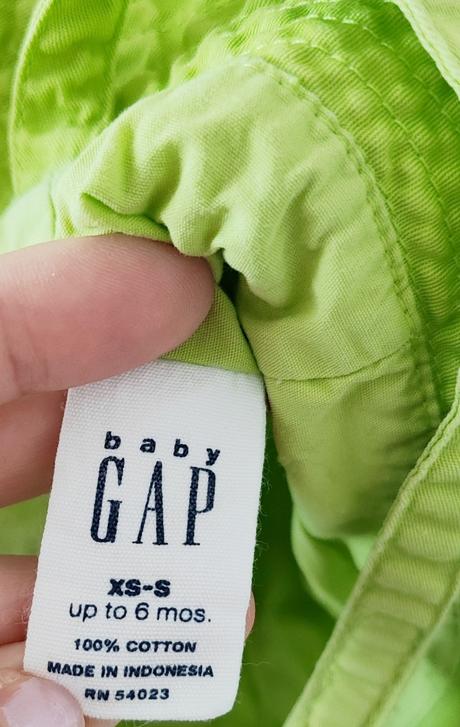 baby
GAP
XS-S
up to 6 mos.
100% COTTON
MADE IN INDONESIA
RN 54023